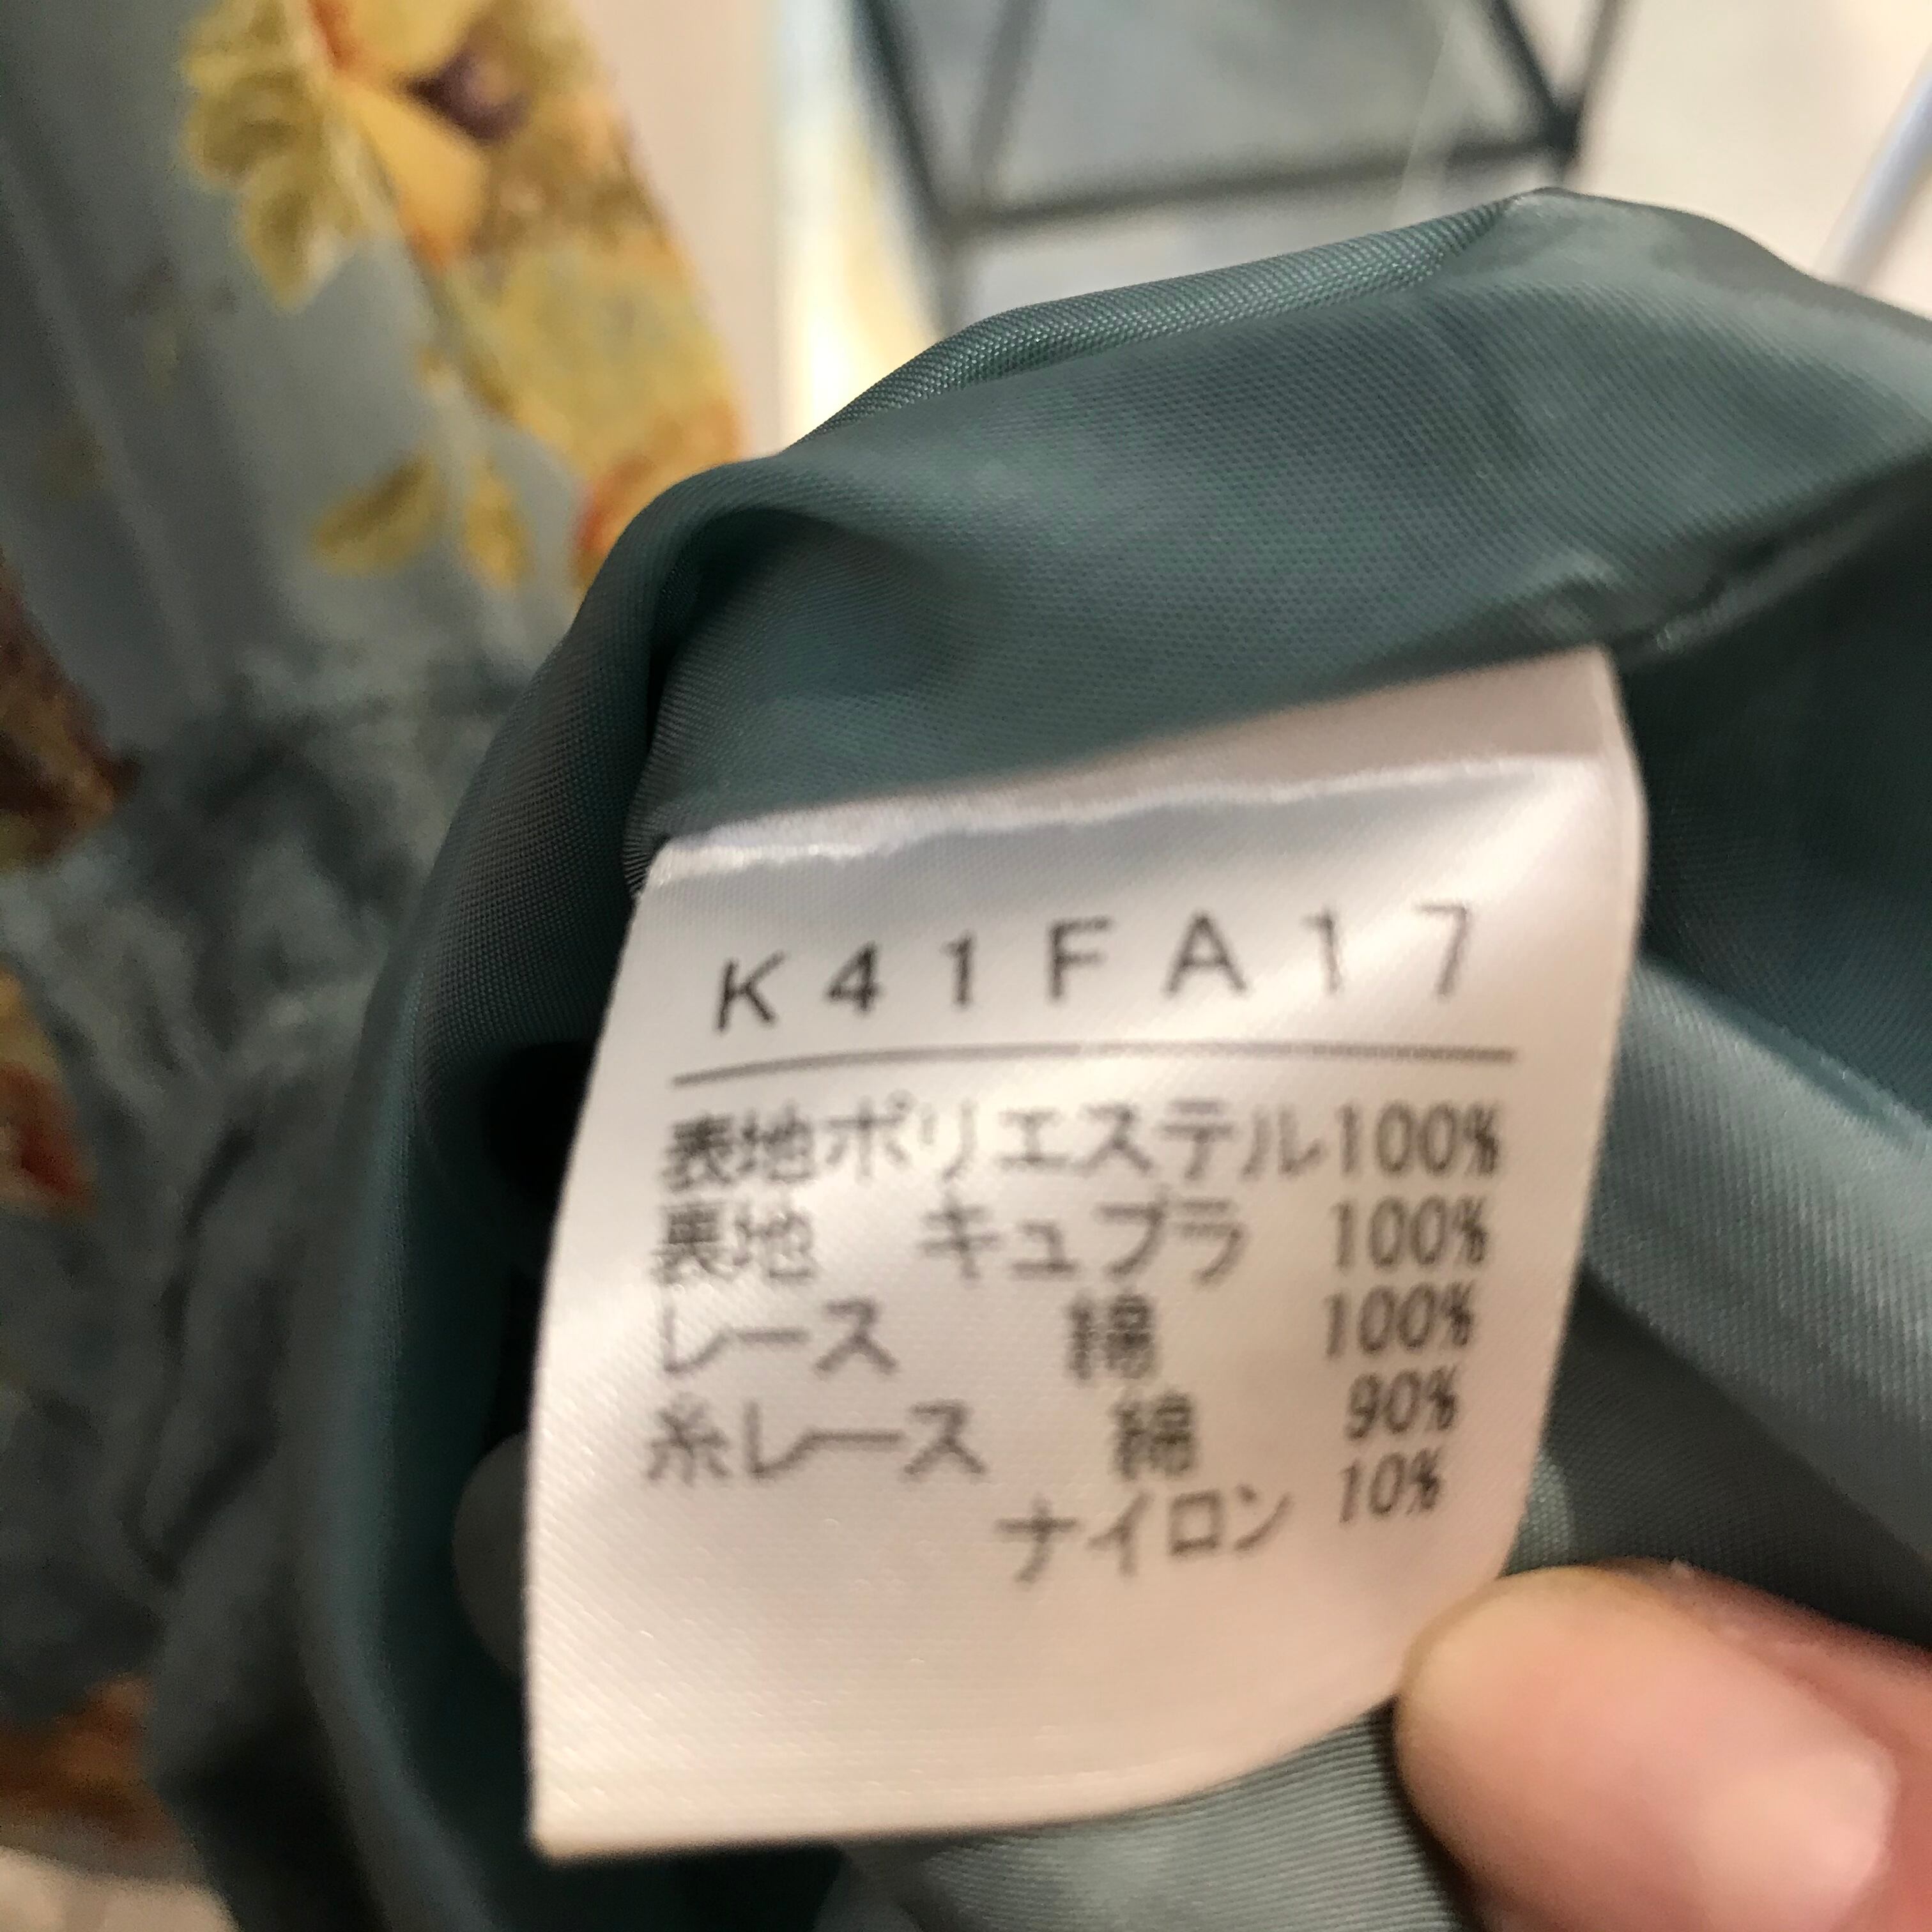 K41FA17
表地ポリエステル100%
裏地 キュプラ 100%
レース 綿 100%
糸レース 綿 90%
ナイロン 10%